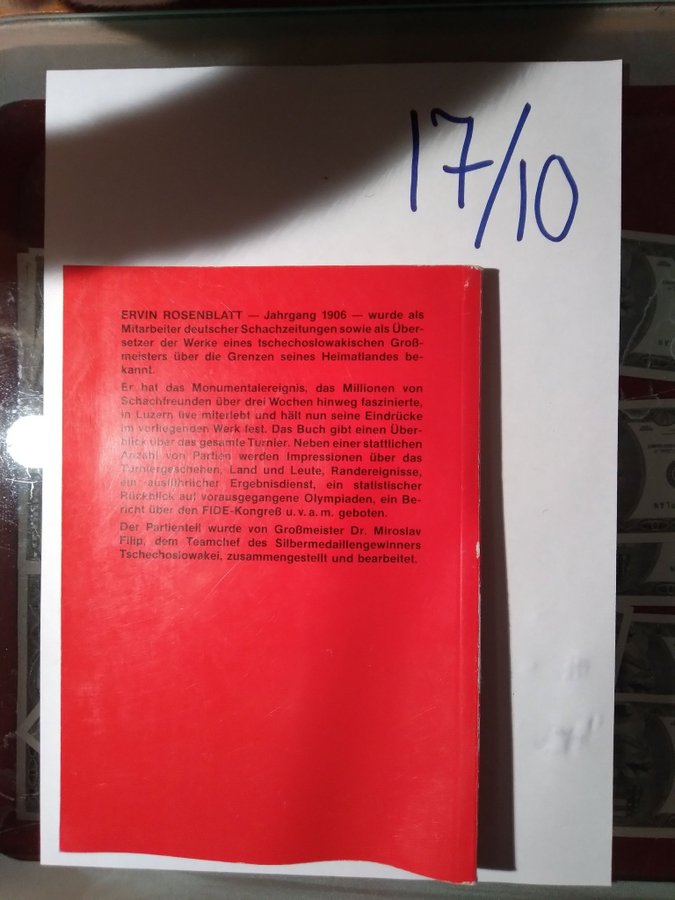 17/10
ERVIN ROSENBLATT — Jahrgang 1906 — wurde als
Mitarbeiter deutscher Schachzeitungen sowie als Über-
setzer der Werke eines tschechoslowakischen Groß-
meisters über die Grenzen seines Heimatlandes be-
kannt.
Er hat das Monumentalereignis, das Millionen von
Schachfreunden über drei Wochen hinweg faszinierte,
in Luzern live miterlebt und hält nun seine Eindrücke
im vorliegenden Werk fest. Das Buch gibt einen Über-
blick über das gesamte Turnier. Neben einer stattlichen
Anzahl von Partien werden Impressionen über das
Turniergeschehen, Land und Leute, Randereignisse,
ein ausführlicher Ergebnisdienst, ein statistischer
Rückblick auf vorausgegangene Olympiaden, ein Be-
richt über den FIDE-Kongreß u. v. a. m. geboten.
Der Partienteil wurde von Großmeister Dr. Miroslav
Filip, dem Teamchef des Silbermedaillengewinners
Tschechoslowakei, zusammengestellt und bearbeitet.